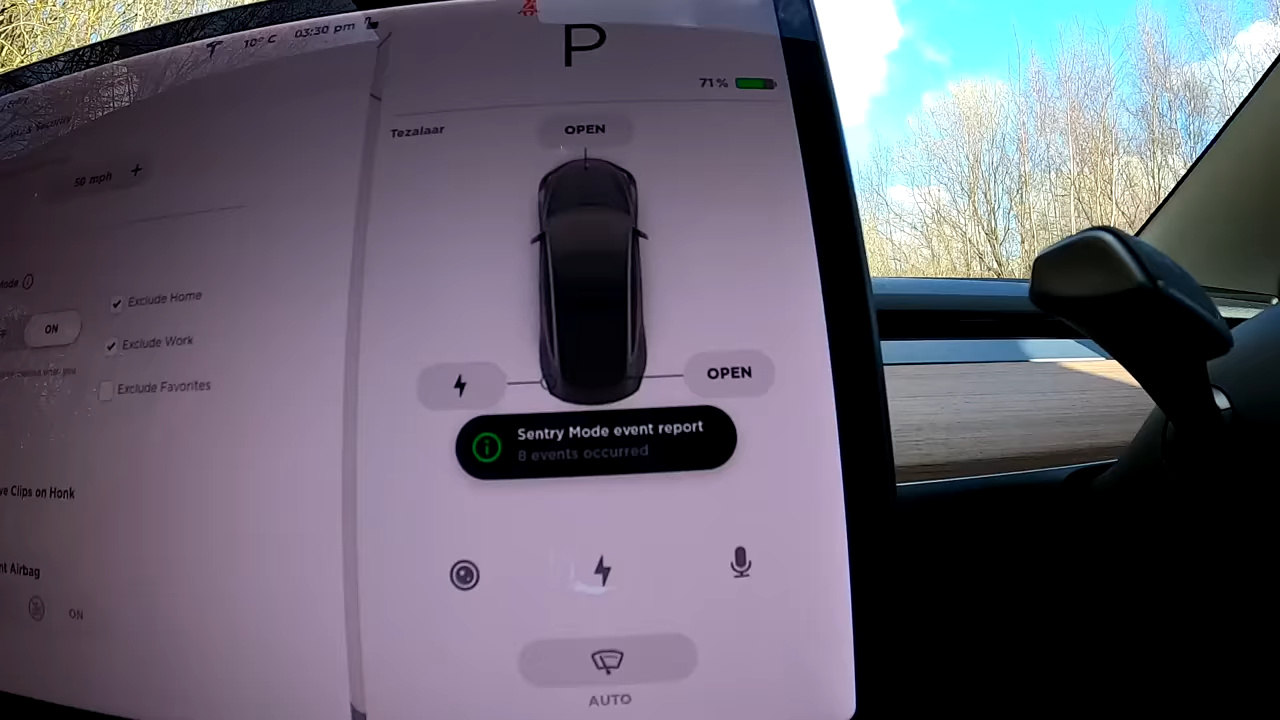 10° C
03:30 pm
P
71%
50 mph +
Tezalaar
OPEN
Exclude Home
ON
Exclude Work
Exclude Favorites
OPEN
Sentry Mode event report
8 events occurred
Clips on Honk
Airbag
ON
AUTO